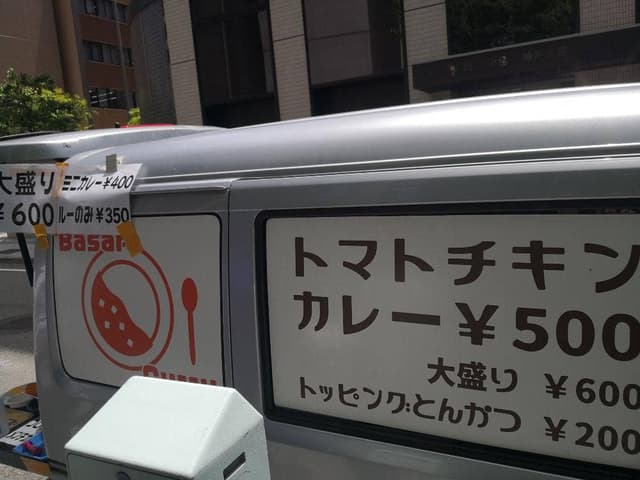 大盛り ミニカレー¥400
¥600 ルーのみ¥350
トマトチキン
カレー¥500
大盛り ¥600
トッピング:とんかつ ¥200